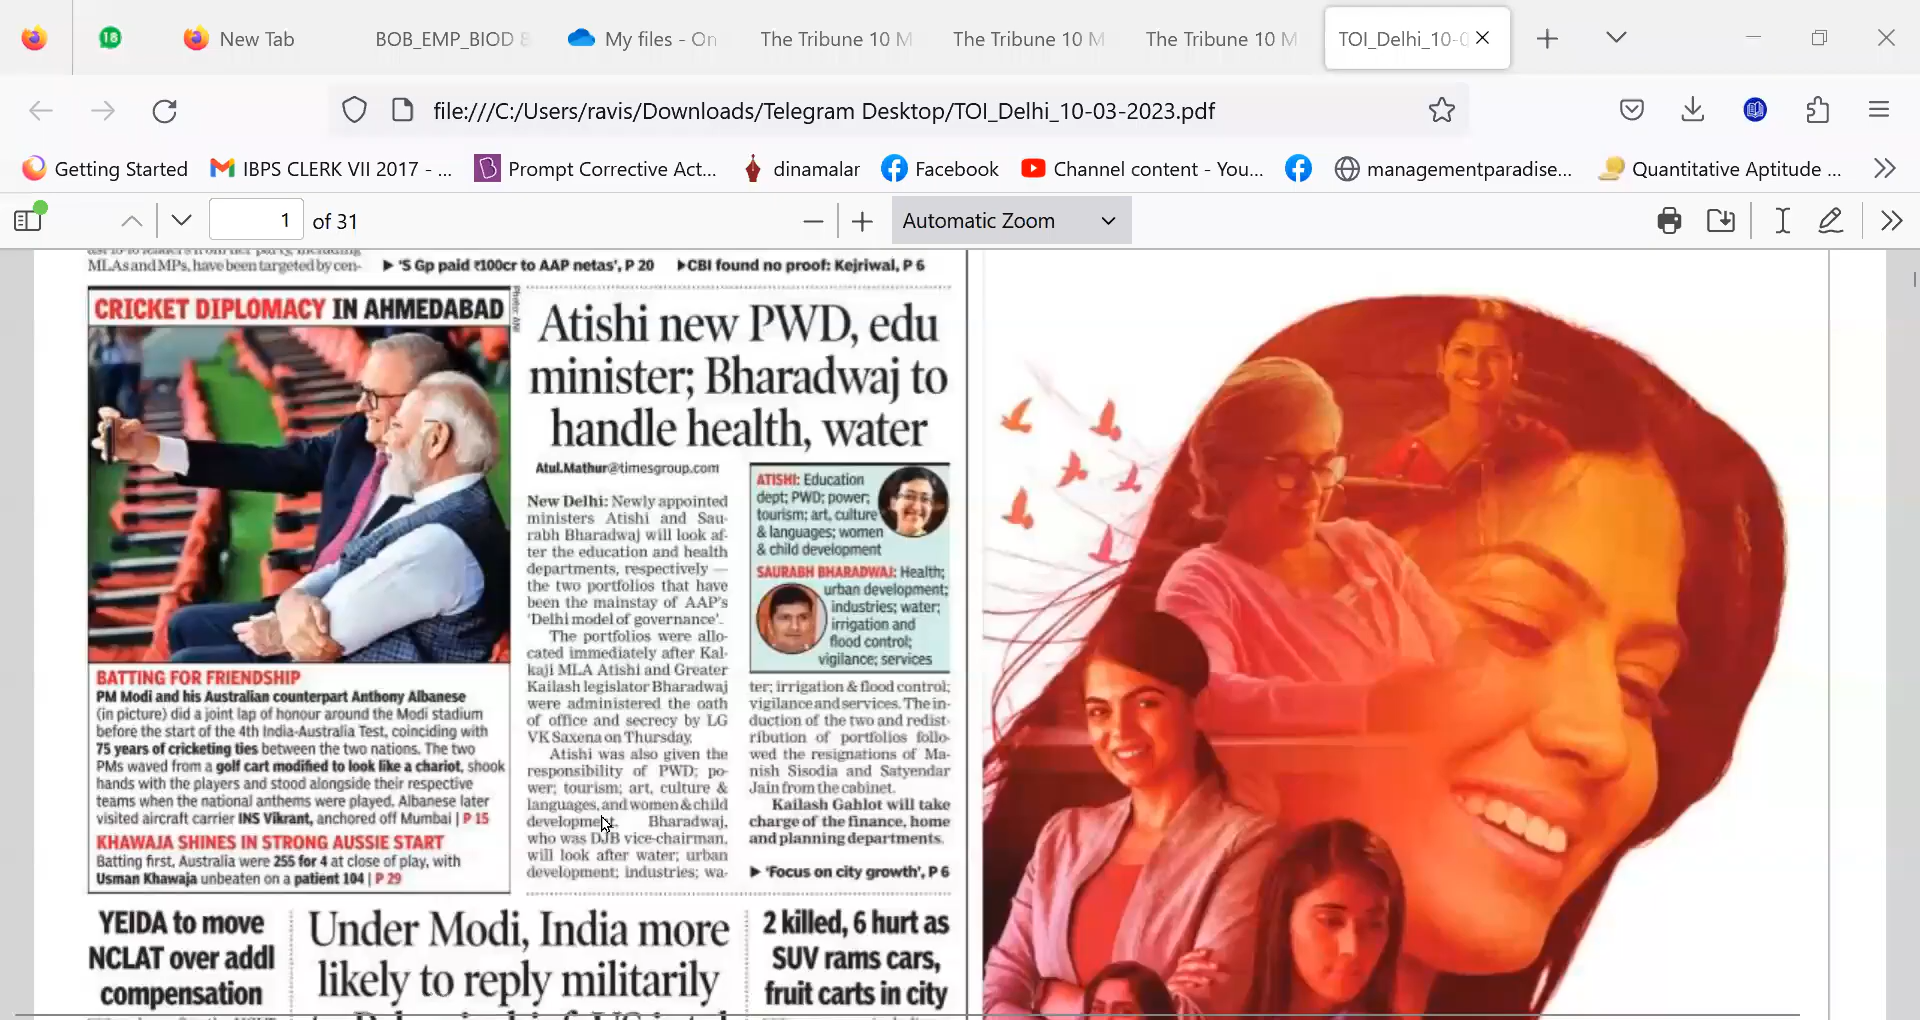 18
New Tab
BOB_EMP_BIOD
My files - On
The Tribune 10 M
The Tribune 10 M
The Tribune 10 M
TOI_Delhi_10-0
file:///C:/Users/ravis/Downloads/Telegram Desktop/TOI_Delhi_10-03-2023.pdf
Getting Started
IBPS CLERK VII 2017 - ...
Prompt Corrective Act...
dinamalar
Facebook
Channel content - You...
managementparadise...
Quantitative Aptitude ...
1 of 31
Automatic Zoom
MLAs and MPs, have been targeted by cen-
▶ 'S Gp paid ₹100cr to AAP netas', P 20
▶CBI found no proof: Kejriwal, P 6
CRICKET DIPLOMACY IN AHMEDABAD
Photo: ANI
BATTING FOR FRIENDSHIP
PM Modi and his Australian counterpart Anthony Albanese
(in picture) did a joint lap of honour around the Modi stadium
before the start of the 4th India-Australia Test, coinciding with
75 years of cricketing ties between the two nations. The two
PMs waved from a golf cart modified to look like a chariot, shook
hands with the players and stood alongside their respective
teams when the national anthems were played. Albanese later
visited aircraft carrier INS Vikrant, anchored off Mumbai | P 15
KHAWAJA SHINES IN STRONG AUSSIE START
Batting first, Australia were 255 for 4 at close of play, with
Usman Khawaja unbeaten on a patient 104 | P 29
Atishi new PWD, edu
minister; Bharadwaj to
handle health, water
Atul.Mathur@timesgroup.com
New Delhi: Newly appointed
ministers Atishi and Sau-
rabh Bharadwaj will look af-
ter the education and health
departments, respectively —
the two portfolios that have
been the mainstay of AAP's
'Delhi model of governance'.
The portfolios were allo-
cated immediately after Kal-
kaji MLA Atishi and Greater
Kailash legislator Bharadwaj
were administered the oath
of office and secrecy by LG
VK Saxena on Thursday.
Atishi was also given the
responsibility of PWD; po-
wer; tourism; art, culture &
languages, and women & child
development. Bharadwaj,
who was DJB vice-chairman,
will look after water; urban
development; industries; wa-
ATISHI: Education
dept; PWD; power;
tourism; art, culture
& languages; women
& child development
SAURABH BHARADWAJ: Health;
urban development;
industries; water;
irrigation and
flood control;
vigilance; services
ter; irrigation & flood control;
vigilance and services. The in-
duction of the two and redist-
ribution of portfolios follo-
wed the resignations of Ma-
nish Sisodia and Satyendar
Jain from the cabinet.
Kailash Gahlot will take
charge of the finance, home
and planning departments.
▶ 'Focus on city growth', P 6
YEIDA to move
NCLAT over addl
compensation
Under Modi, India more
likely to reply militarily
2 killed, 6 hurt as
SUV rams cars,
fruit carts in city